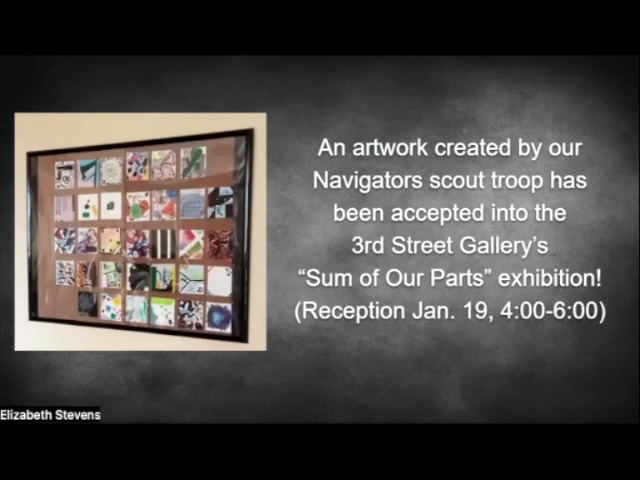 An artwork created by our
Navigators scout troop has
been accepted into the
3rd Street Gallery's
“Sum of Our Parts” exhibition!
(Reception Jan. 19, 4:00-6:00)
Elizabeth Stevens